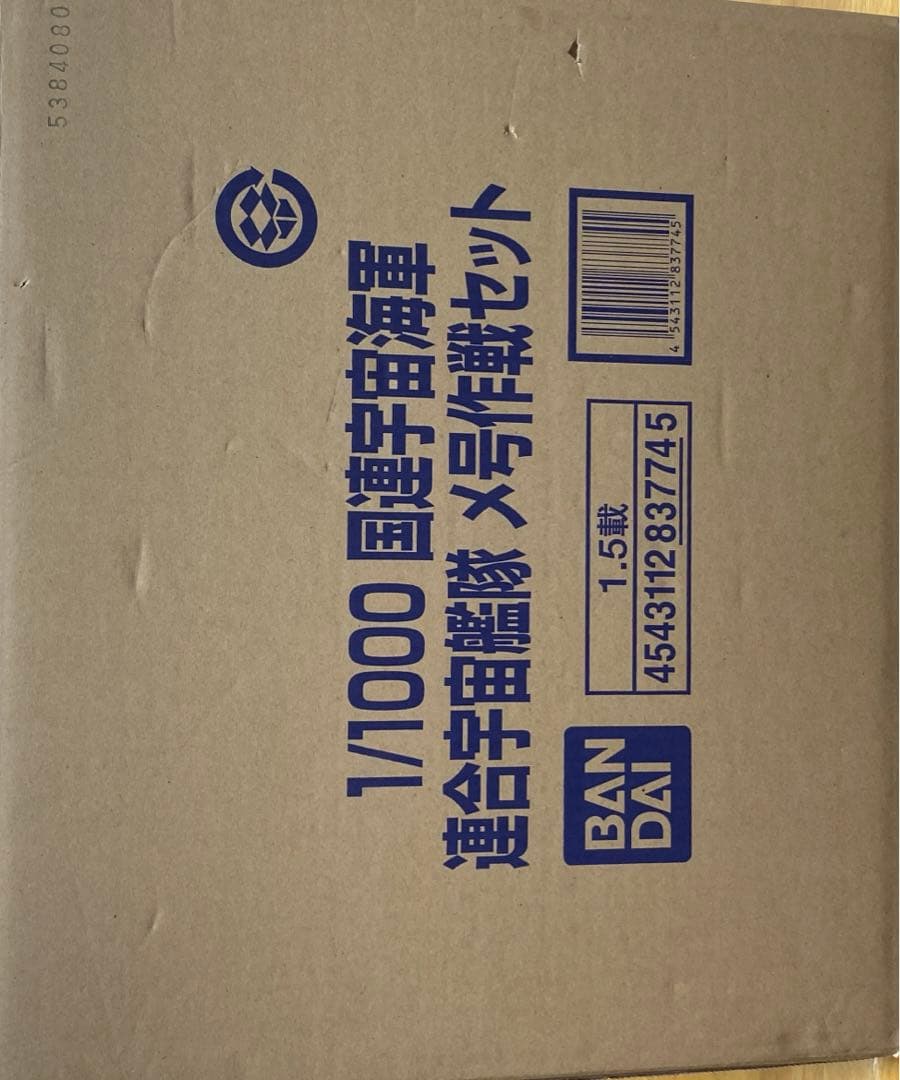 5384080
1/1000 国連宇宙海軍
連合宇宙艦隊 メ号作戦セット
BAN
DAI
1.5載
4543112837745
4 543112 837745